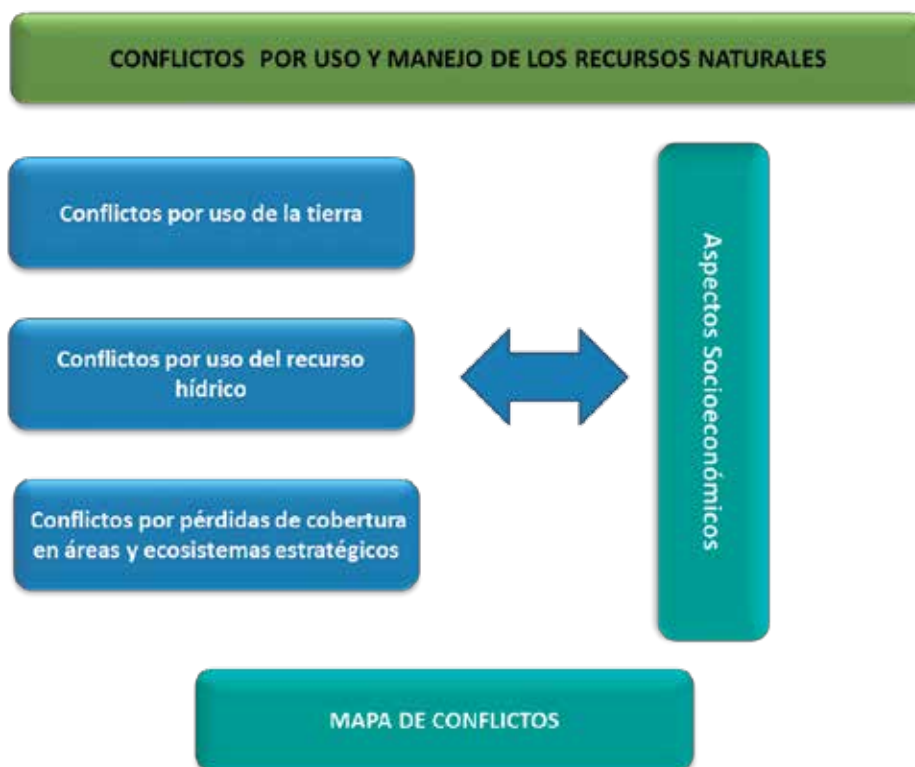 CONFLICTOS POR USO Y MANEJO DE LOS RECURSOS NATURALES
Conflictos por uso de la tierra
Conflictos por uso del recurso
hídrico
Conflictos por pérdidas de cobertura
en áreas y ecosistemas estratégicos
Aspectos Socioeconómicos
MAPA DE CONFLICTOS